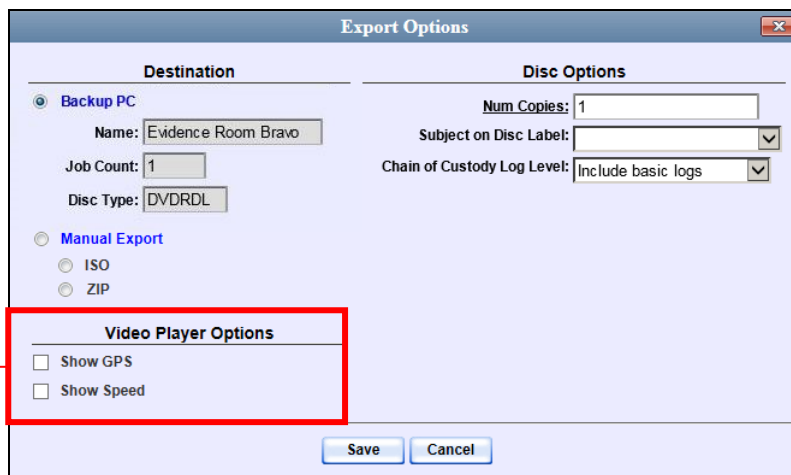 Export Options
Destination
Backup PC
Name: Evidence Room Bravo
Job Count: 1
Disc Type: DVDRDL
Manual Export
ISO
ZIP
Video Player Options
Show GPS
Show Speed
Disc Options
Num Copies: 1
Subject on Disc Label:
Chain of Custody Log Level: Include basic logs
Save Cancel